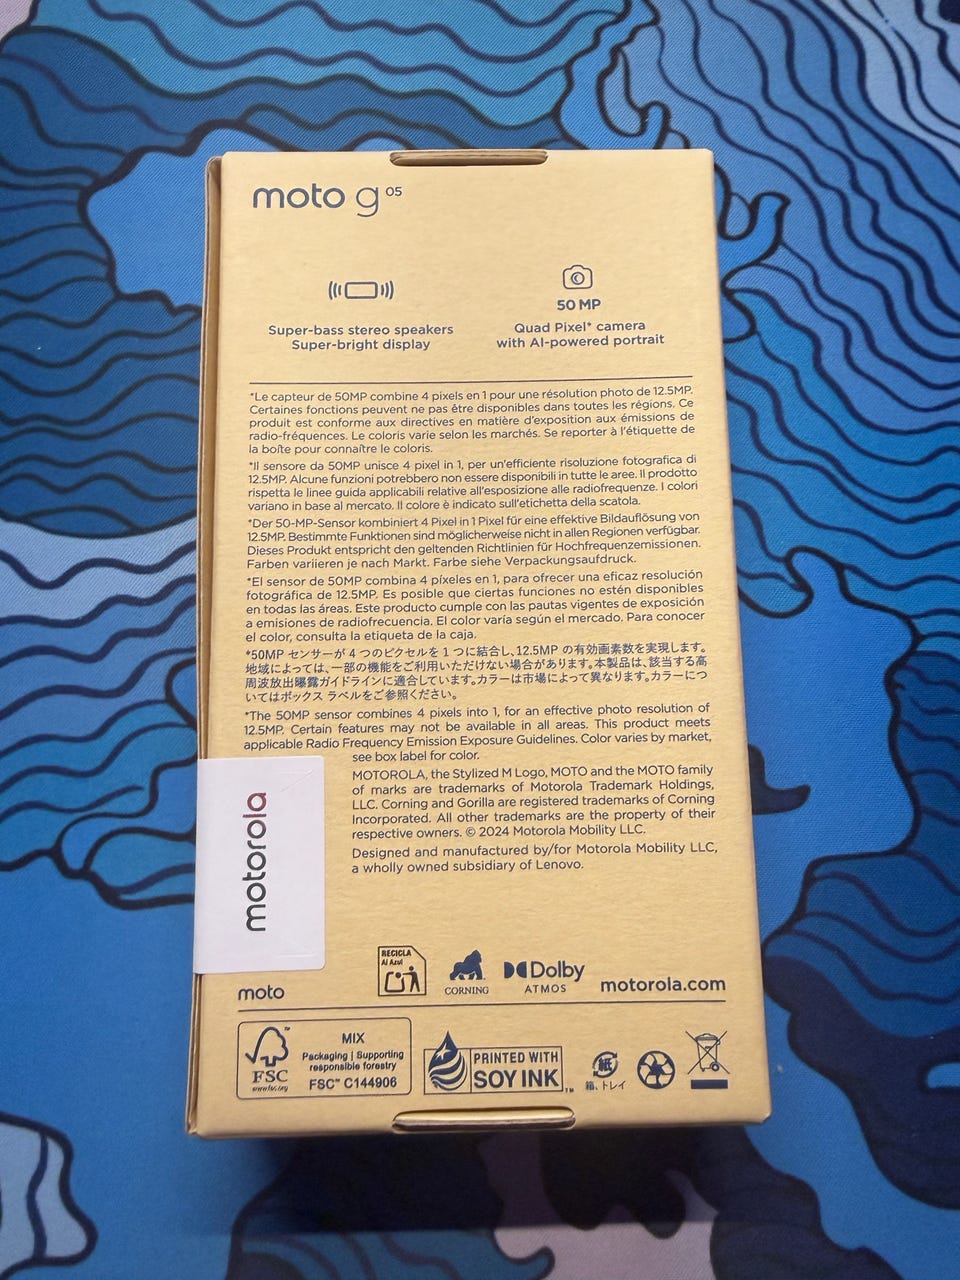 moto g 05
Super-bass stereo speakers
Super-bright display
50 MP
Quad Pixel* camera
with AI-powered portrait
*Le capteur de 50MP combine 4 pixels en 1 pour une résolution photo de 12.5MP.
Certaines fonctions peuvent ne pas être disponibles dans toutes les régions. Ce
produit est conforme aux directives en matière d'exposition aux émissions de
radio-fréquences. Le coloris varie selon les marchés. Se reporter à l'étiquette de
la boîte pour connaître le coloris.
*Il sensore da 50MP unisce 4 pixel in 1, per un'efficiente risoluzione fotografica di
12.5MP. Alcune funzioni potrebbero non essere disponibili in tutte le aree. Il prodotto
rispetta le linee guida applicabili relative all'esposizione alle radiofrequenze. I colori
variano in base al mercato. Il colore è indicato sull'etichetta della scatola.
*Der 50-MP-Sensor kombiniert 4 Pixel in 1 Pixel für eine effektive Bildauflösung von
12.5MP. Bestimmte Funktionen sind möglicherweise nicht in allen Regionen verfügbar.
Dieses Produkt entspricht den geltenden Richtlinien für Hochfrequenzemissionen.
Farben variieren je nach Markt. Farbe siehe Verpackungsaufdruck.
*El sensor de 50MP combina 4 píxeles en 1, para ofrecer una eficaz resolución
fotográfica de 12.5MP. Es posible que ciertas funciones no estén disponibles
en todas las áreas. Este producto cumple con las pautas vigentes de exposición
a emisiones de radiofrecuencia. El color varía según el mercado. Para conocer
el color, consulta la etiqueta de la caja.
*50MP センサーが 4 つのピクセルを 1 つに結合し、12.5MP の有効画素数を実現します。
地域によっては、一部の機能をご利用いただけない場合があります。本製品は、該当する高
周波放出曝露ガイドラインに適合しています。カラーは市場によって異なります。カラーにつ
いてはボックス ラベルをご参照ください。
*The 50MP sensor combines 4 pixels into 1, for an effective photo resolution of
12.5MP. Certain features may not be available in all areas. This product meets
applicable Radio Frequency Emission Exposure Guidelines. Color varies by market,
see box label for color.
MOTOROLA, the Stylized M Logo, MOTO and the MOTO family
of marks are trademarks of Motorola Trademark Holdings,
LLC. Corning and Gorilla are registered trademarks of Corning
Incorporated. All other trademarks are the property of their
respective owners. © 2024 Motorola Mobility LLC.
Designed and manufactured by/for Motorola Mobility LLC,
a wholly owned subsidiary of Lenovo.
motorola
moto
RECICLA
Al Azul
CORNING
Dolby
ATMOS
motorola.com
FSC
www.fsc.org
MIX
Packaging | Supporting
responsible forestry
FSC™ C144906
PRINTED WITH
SOY INK™
紙
箱、トレイ